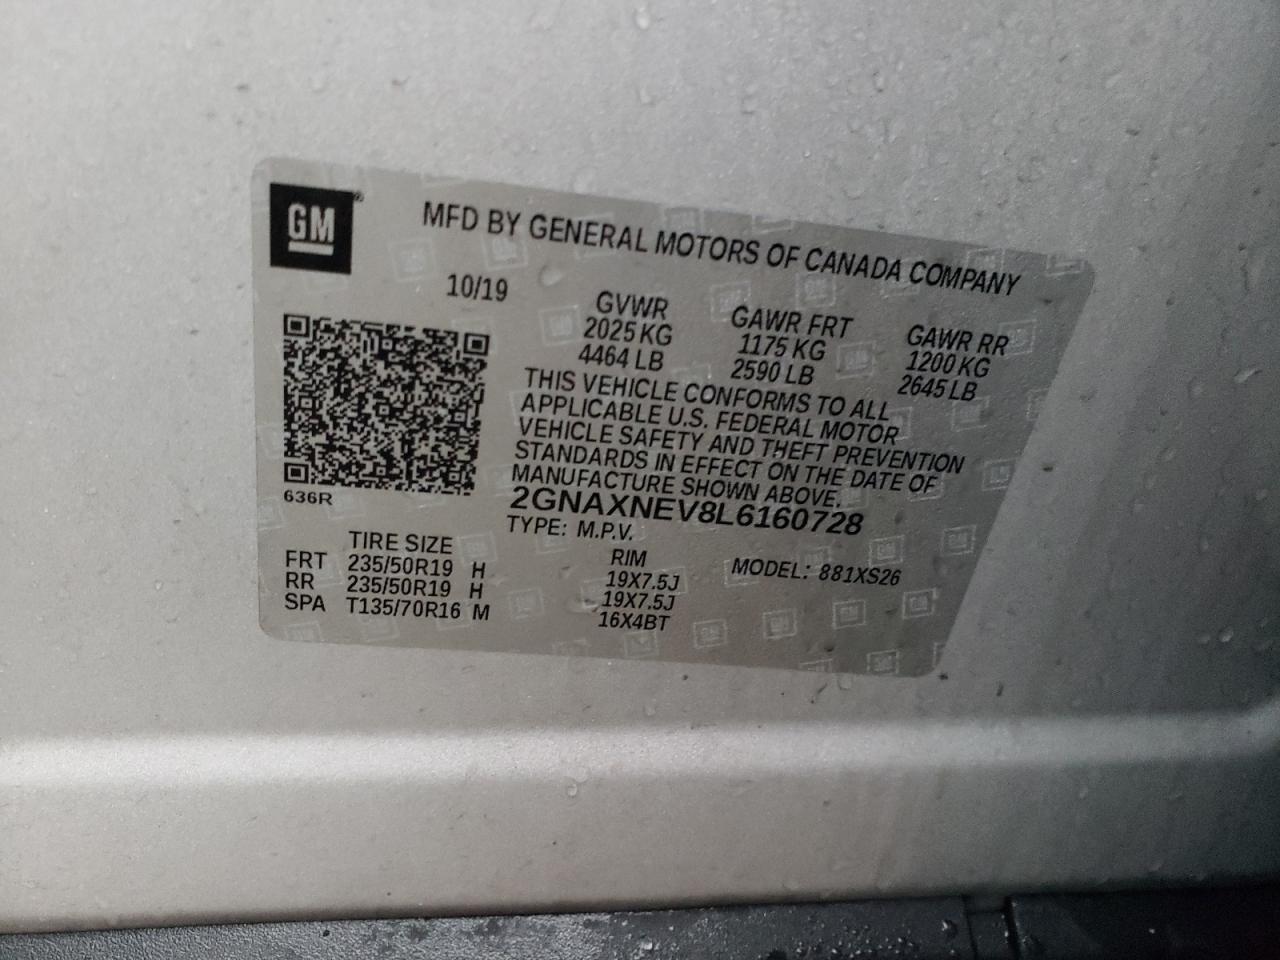 GM
MFD BY GENERAL MOTORS OF CANADA COMPANY
10/19
GVWR GAWR FRT GAWR RR
2025 KG 1175 KG 1200 KG
4464 LB 2590 LB 2645 LB
THIS VEHICLE CONFORMS TO ALL
APPLICABLE U.S. FEDERAL MOTOR
VEHICLE SAFETY AND THEFT PREVENTION
STANDARDS IN EFFECT ON THE DATE OF
MANUFACTURE SHOWN ABOVE.
636R
2GNAXNEV8L6160728
TYPE: M.P.V.
TIRE SIZE RIM MODEL: 881XS26
FRT 235/50R19 H 19X7.5J
RR 235/50R19 H 19X7.5J
SPA T135/70R16 M 16X4BT